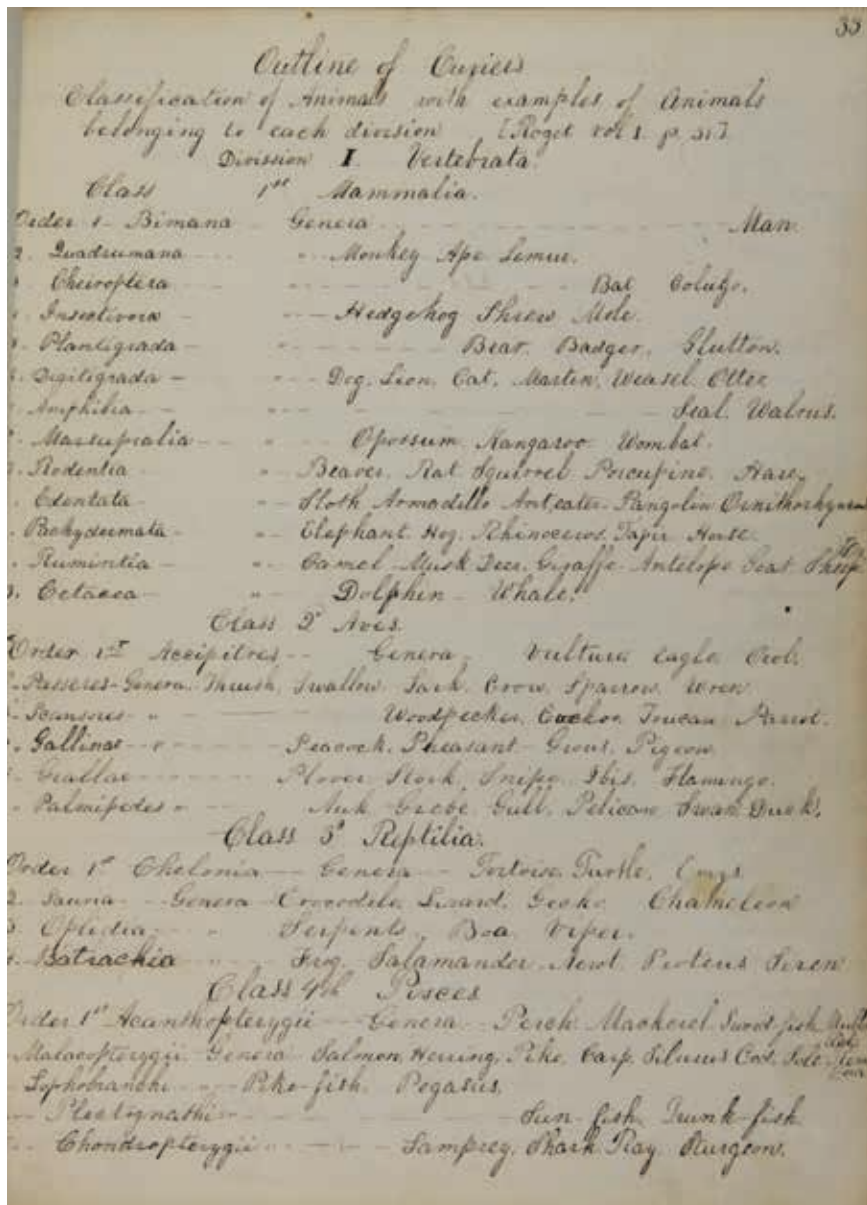 33
Outline of Cuviers
Classification of Animals with examples of Animals
belonging to each division [Roget vol 1. p. 31]
Division I. Vertebrata.
Class 1st Mammalia.
Order 1- Bimana - Genera - Man.
2. Quadrumana " - Monkey Ape Lemur.
Cheiroptera - Bat Colugo.
Insectivora - Hedgehog Shrew Mole.
Plantigrada - Bear. Badger. Glutton.
Digitigrada - Dog. Lion. Cat. Martin. Weasel. Otter
Amphibia - Seal. Walrus.
Marsupialia - " Opossum. Kangaroo Wombat.
Rodentia " - Beaver. Rat Squirrel Porcupine. Hare.
Edentata " - Sloth Armadillo Anteater. Pangolin Ornithorhyncus
Pachydermata " - Elephant. Hog. Rhinoceros. Tapir Horse.
Rumintia " - Camel - Musk Deer. Giraffe - Antelope Goat Sheep
Cetacea " - Dolphin - Whale.
Class 2d Aves.
Order 1st Accipitres - Genera - Vulture Eagle Owl.
Passeres - Genera. Thrush, Swallow Lark. Crow. Sparrow. Wren
Scansores " - Woodpecker. Cuckoo Toucan Parrot.
Gallinae - " - Peacock. Pheasant - Grous. Pigeon.
Grallae - Plover Stork. Snipe. Ibis. Flamingo.
Palmipedes " - Auk Grebe Gull. Pelican Swan Duck.
Class 3d Reptilia.
Order 1st Chelonia - Genera - Tortoise. Turtle. Emys
2. Sauria - Genera - Crocodile. Lizard. Gecko. Chameleon
Ophidia. " Serpents. Boa. Viper.
Batrachia " - Frog. Salamander. Newt. Proteus Siren
Class 4th Pisces
Order 1st Acanthopterygii - Genera - Perch. Mackerel Sword-fish
Malacopterygii Genera - Salmon, Herring, Pike. Carp. Silurus Cod. Sole
Lophobranchi - " - Pike-fish. Pegasus.
Plectognathi - Sun-fish. Trunk-fish
Chondropterygii - Lamprey. Shark Ray Sturgeon.